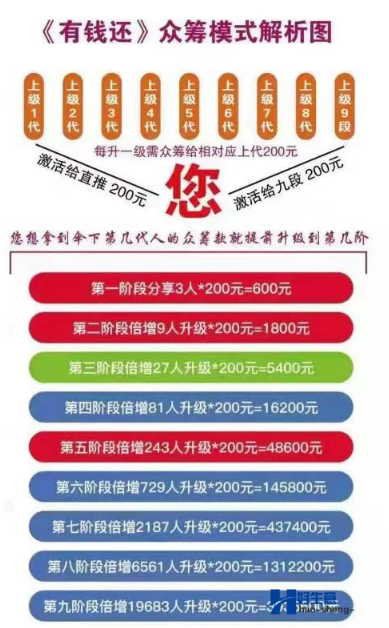 《有钱还》众筹模式解析图
上级1代
上级2代
上级3代
上级4代
上级5代
上级6代
上级7代
上级8代
上级9段
每升一级需众筹给相对应上代200元
激活给直推 200元
您
激活给九段 200元
您想拿到伞下第几代人的众筹款就提前升级到第几阶
第一阶段分享3人*200元=600元
第二阶段倍增9人升级*200元=1800元
第三阶段倍增27人升级*200元=5400元
第四阶段倍增81人升级*200元=16200元
第五阶段倍增243人升级*200元=48600元
第六阶段倍增729人升级*200元=145800元
第七阶段倍增2187人升级*200元=437400元
第八阶段倍增6561人升级*200元=1312200元
第九阶段倍增19683人升级*200元
好生意